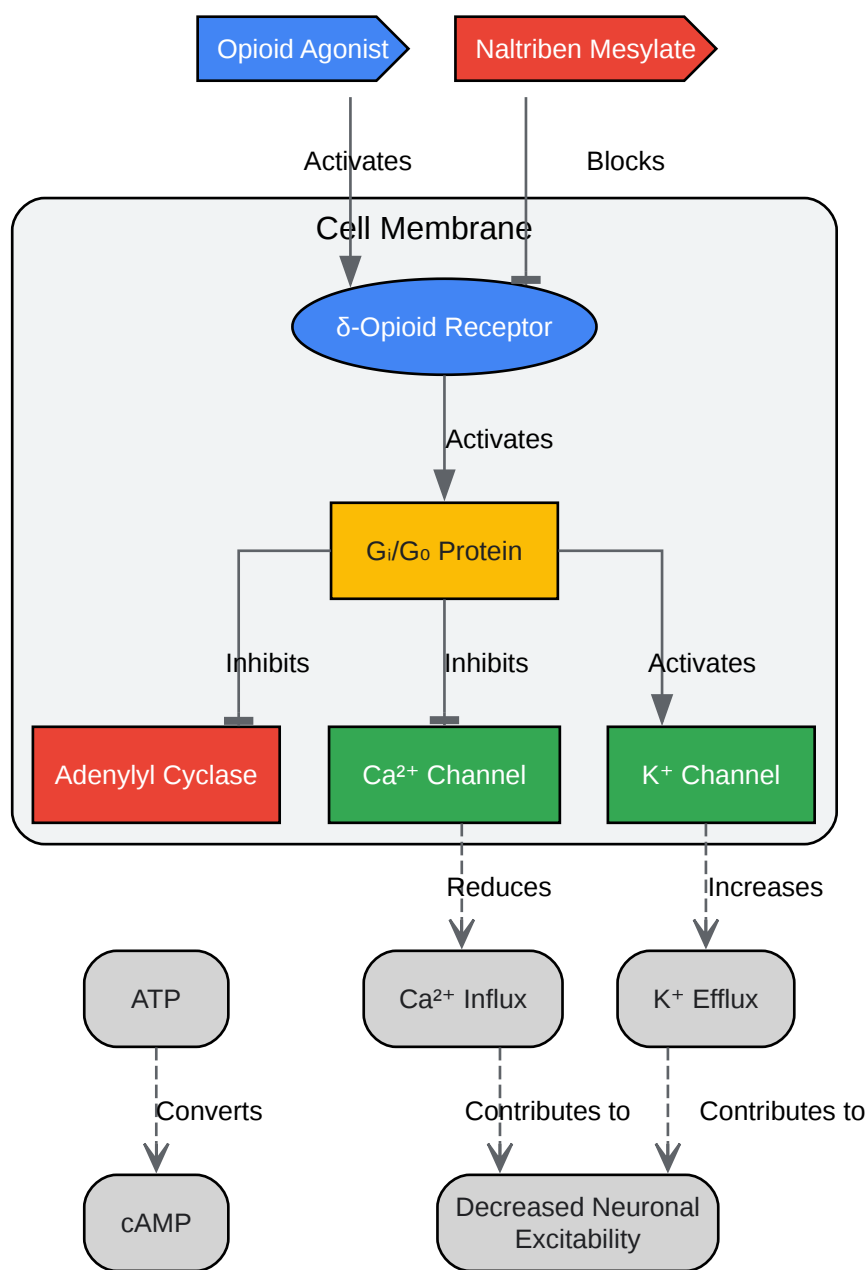 Opioid Agonist
Naltriben Mesylate
Activates
Blocks
Cell Membrane
δ-Opioid Receptor
Activates
Gᵢ/G₀ Protein
Inhibits
Inhibits
Activates
Adenylyl Cyclase
Ca²⁺ Channel
K⁺ Channel
Reduces
Increases
ATP
Ca²⁺ Influx
K⁺ Efflux
Converts
Contributes to
Contributes to
cAMP
Decreased Neuronal
Excitability